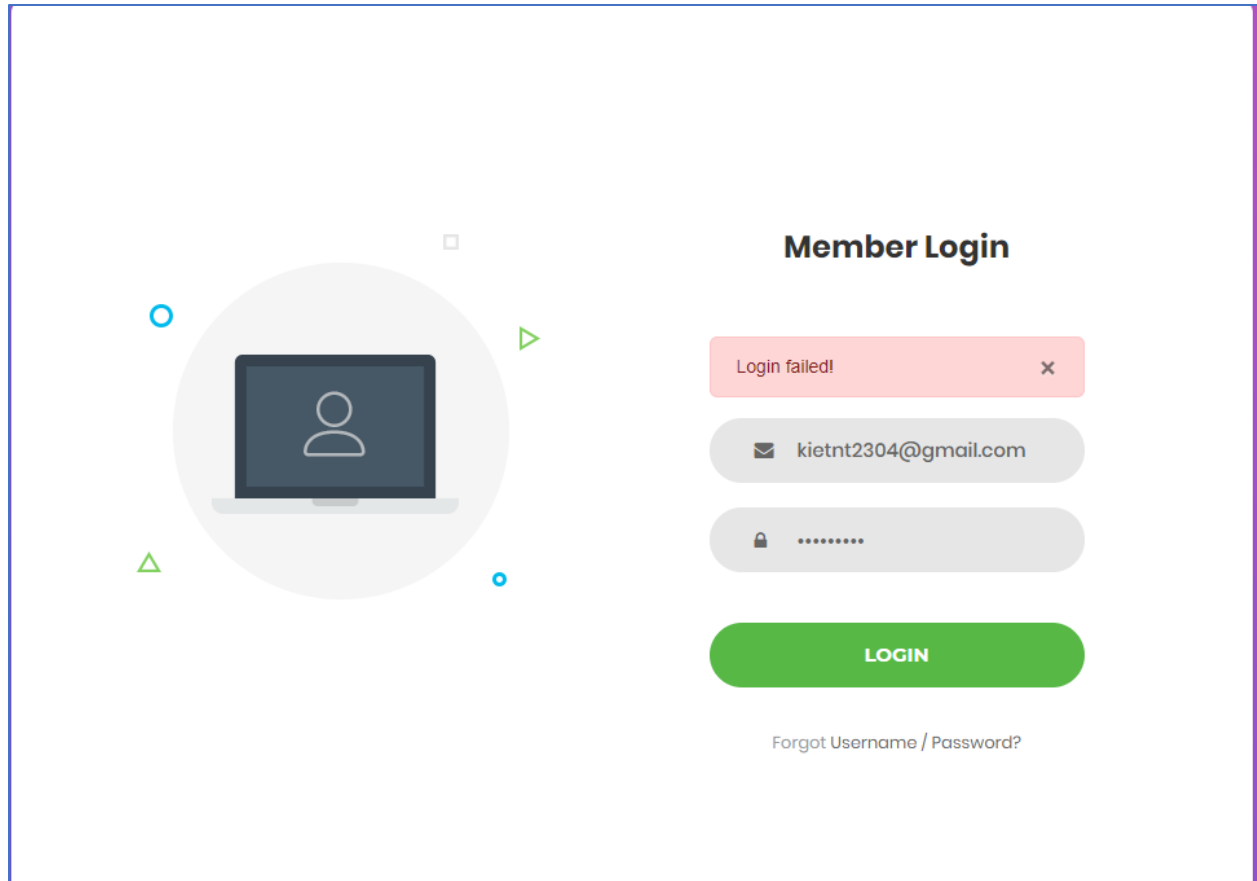 Member Login
Login failed!
kietnt2304@gmail.com
•••••••••
LOGIN
Forgot Username / Password?